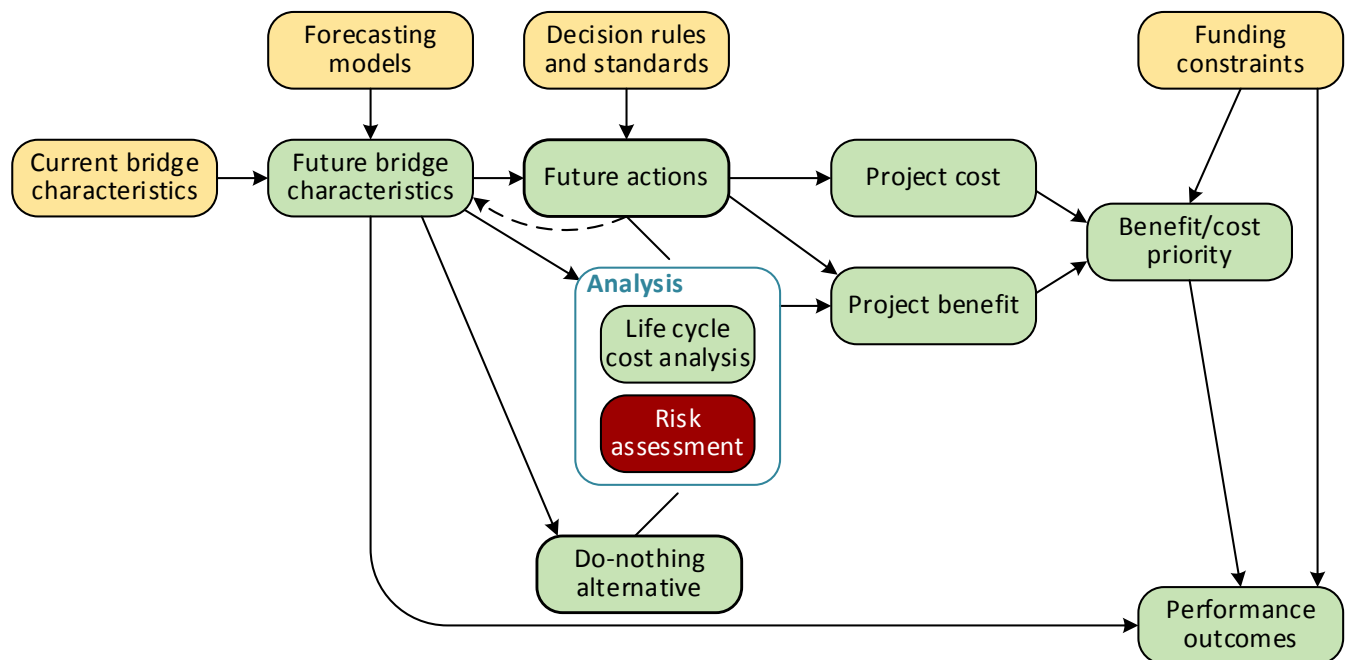 Forecasting
models
Decision rules
and standards
Funding
constraints
Current bridge
characteristics
Future bridge
characteristics
Future actions
Project cost
Benefit/cost
priority
Analysis
Life cycle
cost analysis
Risk
assessment
Project benefit
Do-nothing
alternative
Performance
outcomes